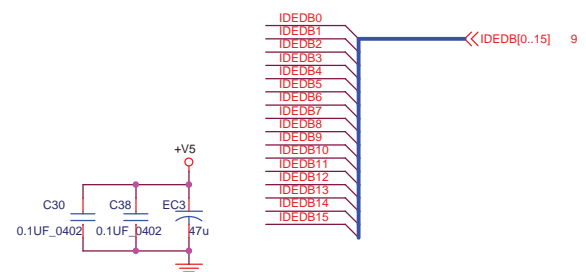 IDEDB0
IDEDB1
IDEDB2
IDEDB3
IDEDB4
IDEDB5
IDEDB6
IDEDB7
IDEDB8
IDEDB9
IDEDB10
IDEDB11
IDEDB12
IDEDB13
IDEDB14
IDEDB15
IDEDB[0..15] 9
+V5
C30 C38 EC3
0.1UF_0402 0.1UF_0402 47u